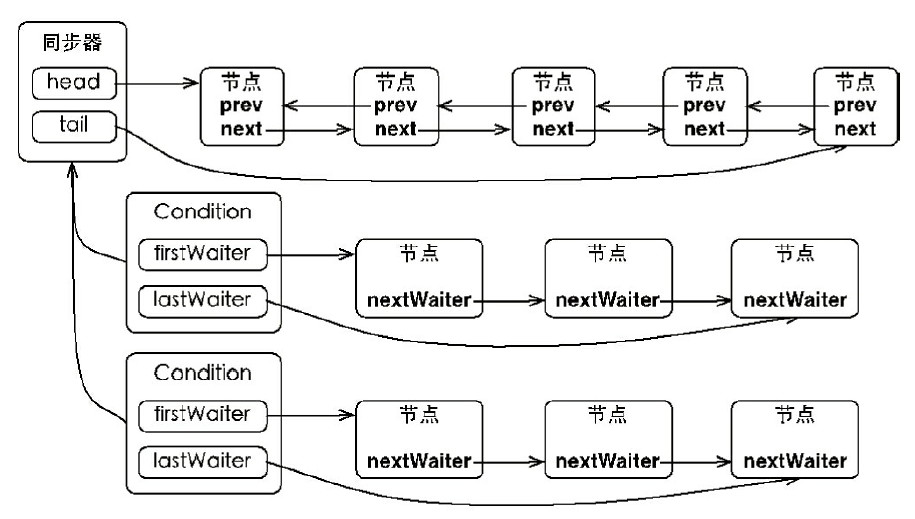 同步器
head
tail
节点 节点 节点 节点 节点
prev prev prev prev prev
next next next next next
Condition
firstWaiter
lastWaiter
节点 节点 节点
nextWaiter nextWaiter nextWaiter
Condition
firstWaiter
lastWaiter
节点 节点 节点
nextWaiter nextWaiter nextWaiter